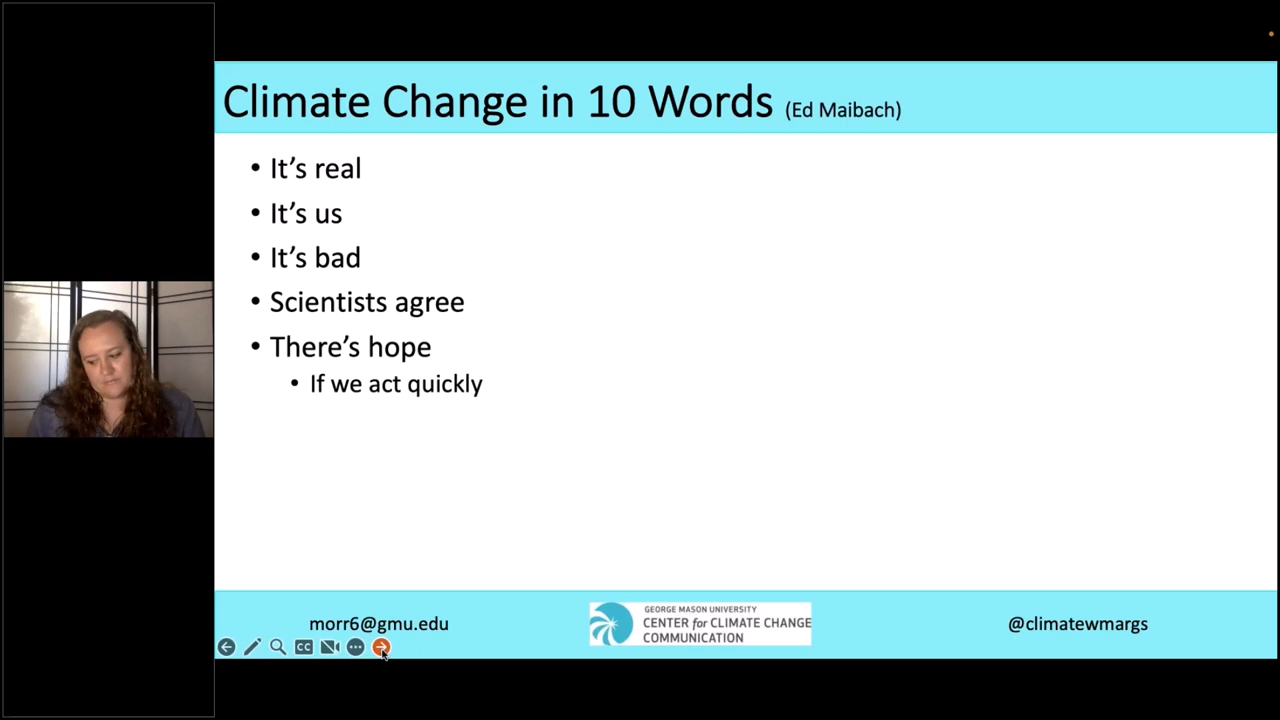 Climate Change in 10 Words (Ed Maibach)
• It’s real
• It’s us
• It’s bad
• Scientists agree
• There’s hope
• If we act quickly
morr6@gmu.edu
GEORGE MASON UNIVERSITY
CENTER for CLIMATE CHANGE
COMMUNICATION
@climatewmargs
CC